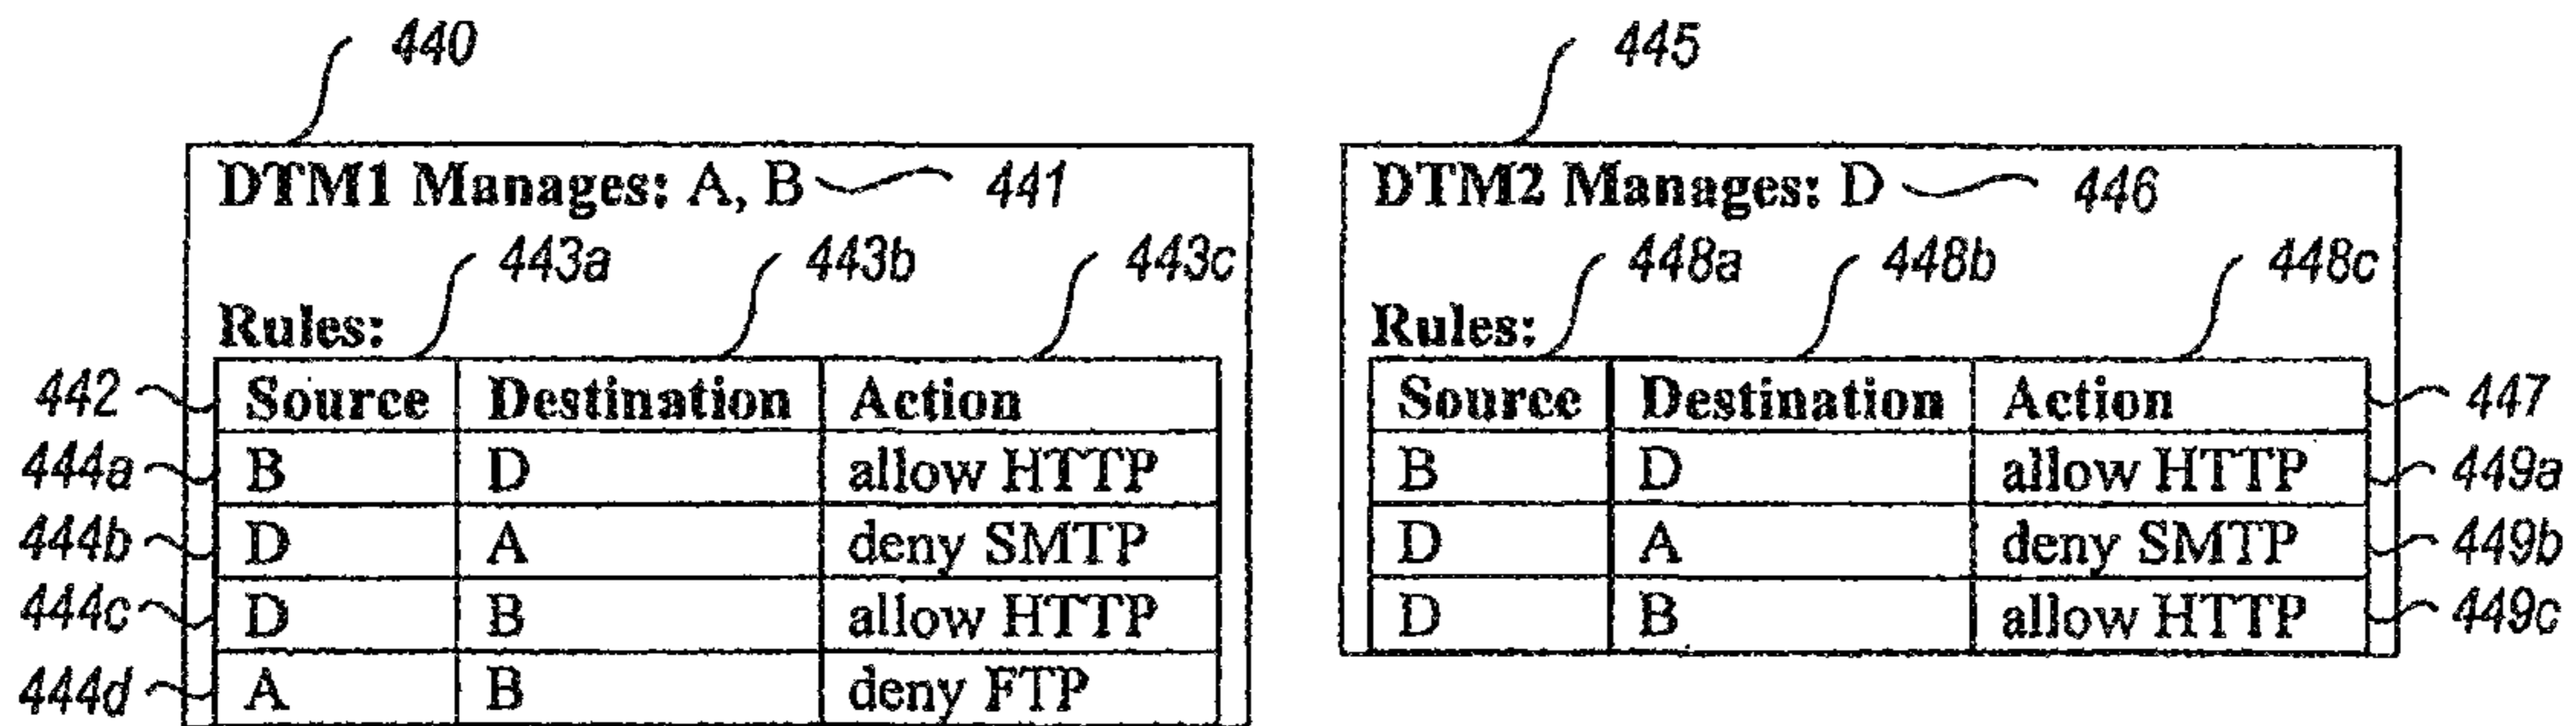 440
DTM1 Manages: A, B 441
443a 443b 443c
Rules:
442 Source Destination Action
444a B D allow HTTP
444b D A deny SMTP
444c D B allow HTTP
444d A B deny FTP
445
DTM2 Manages: D 446
448a 448b 448c
Rules:
Source Destination Action 447
B D allow HTTP 449a
D A deny SMTP 449b
D B allow HTTP 449c